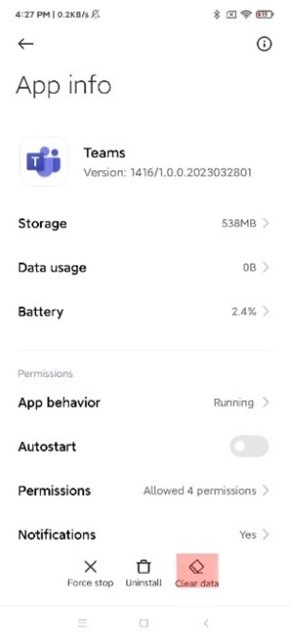 4:27 PM | 0.2KB/s
App info
Teams
Version: 1416/1.0.0.2023032801
Storage 538MB
Data usage 0B
Battery 2.4%
Permissions
App behavior Running
Autostart
Permissions Allowed 4 permissions
Notifications Yes
Force stop Uninstall Clear data